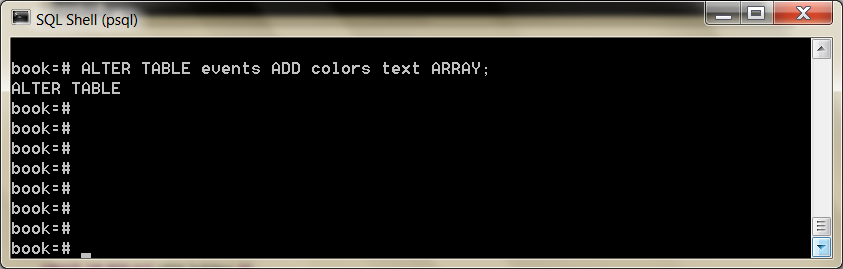 SQL Shell (psql)
book=# ALTER TABLE events ADD colors text ARRAY;
ALTER TABLE
book=#
book=#
book=#
book=#
book=#
book=#
book=#
book=# _